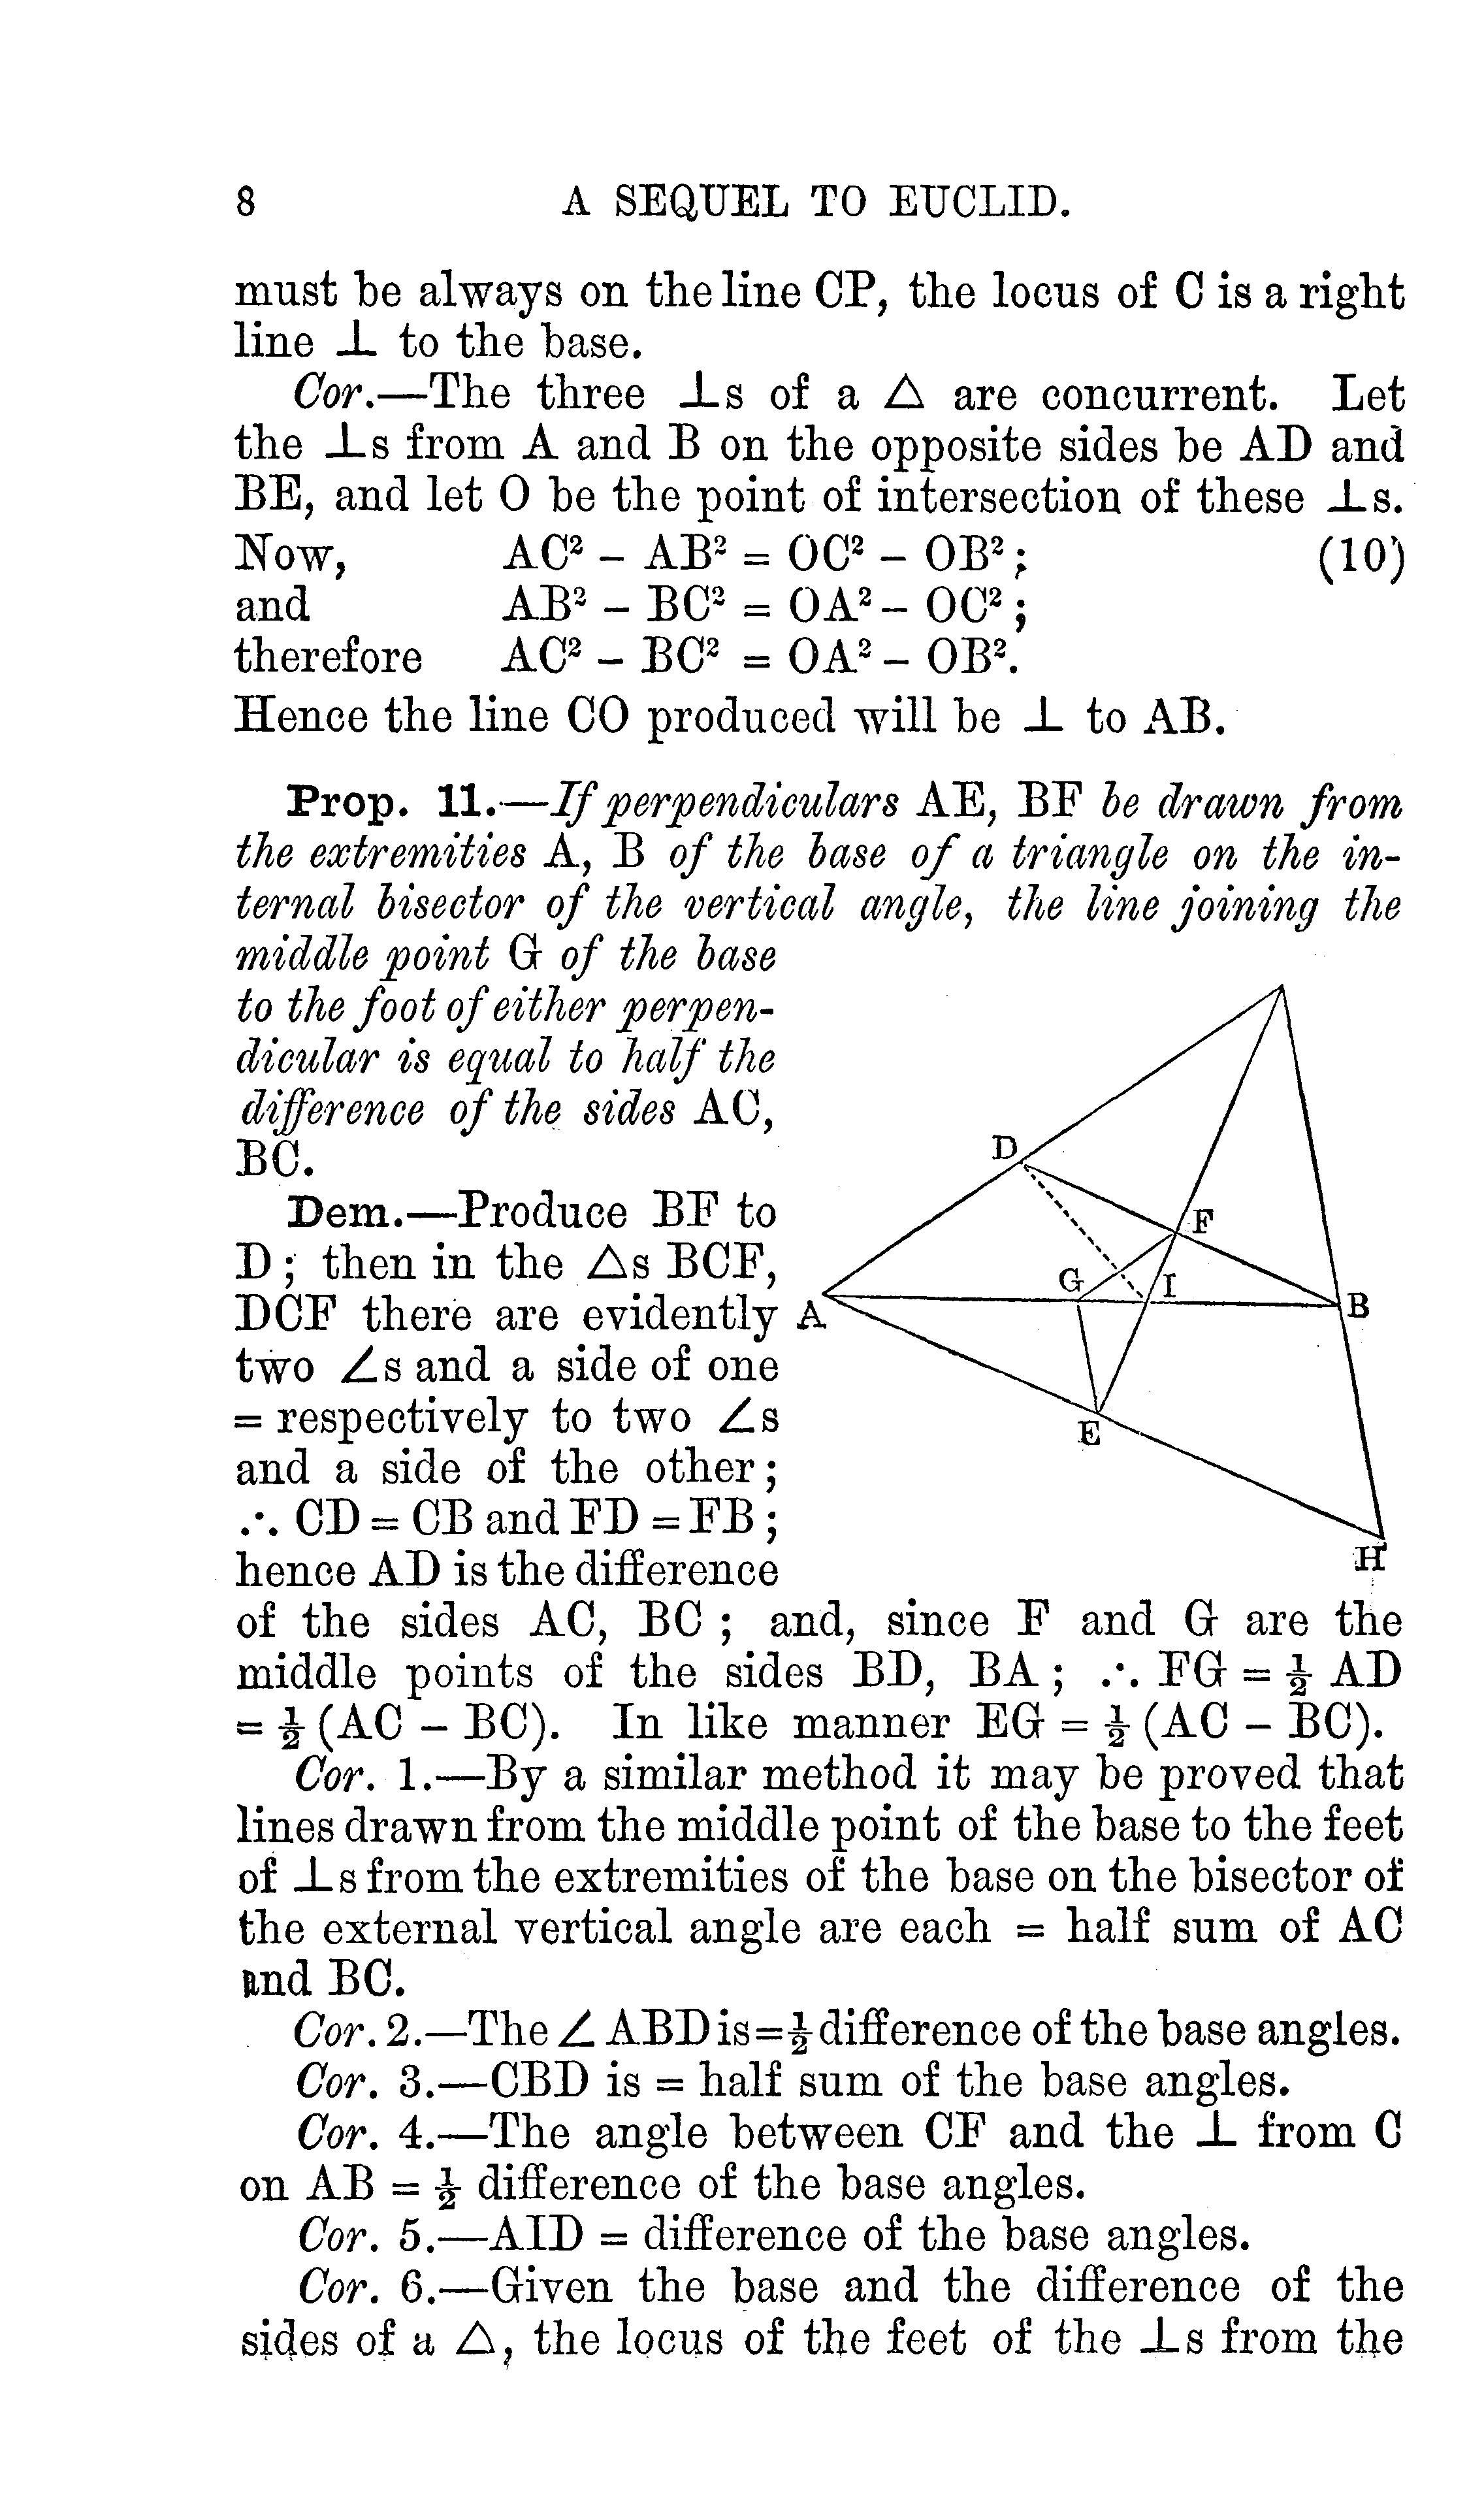 8 A SEQUEL TO EUCLID.
must be always on the line CP, the locus of C is a right
line ⊥ to the base.
Cor.—The three ⊥s of a △ are concurrent. Let
the ⊥s from A and B on the opposite sides be AD and
BE, and let O be the point of intersection of these ⊥s.
Now, AC² – AB² = OC² – OB²; (10)
and AB² – BC² = OA² – OC²;
therefore AC² – BC² = OA² – OB².
Hence the line CO produced will be ⊥ to AB.
Prop. 11.—If perpendiculars AE, BF be drawn from
the extremities A, B of the base of a triangle on the in-
ternal bisector of the vertical angle, the line joining the
middle point G of the base
to the foot of either perpen-
dicular is equal to half the
difference of the sides AC,
BC.
Dem.—Produce BF to
D; then in the △s BCF,
DCF there are evidently
two ∠s and a side of one
= respectively to two ∠s
and a side of the other;
∴ CD = CB and FD = FB;
hence AD is the difference
D
F
G
I
A
B
E
H
of the sides AC, BC; and, since F and G are the
middle points of the sides BD, BA; ∴ FG = ½ AD
= ½ (AC – BC). In like manner EG = ½ (AC – BC).
Cor. 1.—By a similar method it may be proved that
lines drawn from the middle point of the base to the feet
of ⊥s from the extremities of the base on the bisector of
the external vertical angle are each = half sum of AC
and BC.
Cor. 2.—The ∠ ABD is = ½ difference of the base angles.
Cor. 3.—CBD is = half sum of the base angles.
Cor. 4.—The angle between CF and the ⊥ from C
on AB = ½ difference of the base angles.
Cor. 5.—AID = difference of the base angles.
Cor. 6.—Given the base and the difference of the
sides of a △, the locus of the feet of the ⊥s from the